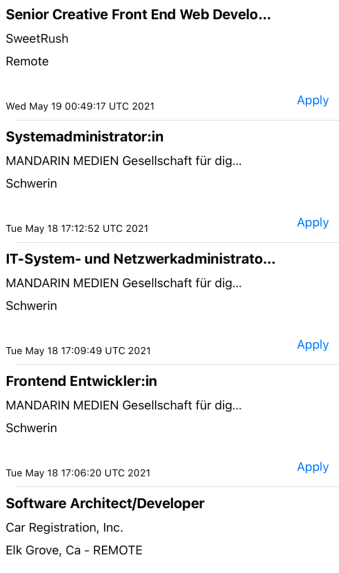 Senior Creative Front End Web Develo...
SweetRush
Remote
Wed May 19 00:49:17 UTC 2021
Apply
Systemadministrator:in
MANDARIN MEDIEN Gesellschaft für dig...
Schwerin
Tue May 18 17:12:52 UTC 2021
Apply
IT-System- und Netzwerkadministrato...
MANDARIN MEDIEN Gesellschaft für dig...
Schwerin
Tue May 18 17:09:49 UTC 2021
Apply
Frontend Entwickler:in
MANDARIN MEDIEN Gesellschaft für dig...
Schwerin
Tue May 18 17:06:20 UTC 2021
Apply
Software Architect/Developer
Car Registration, Inc.
Elk Grove, Ca - REMOTE